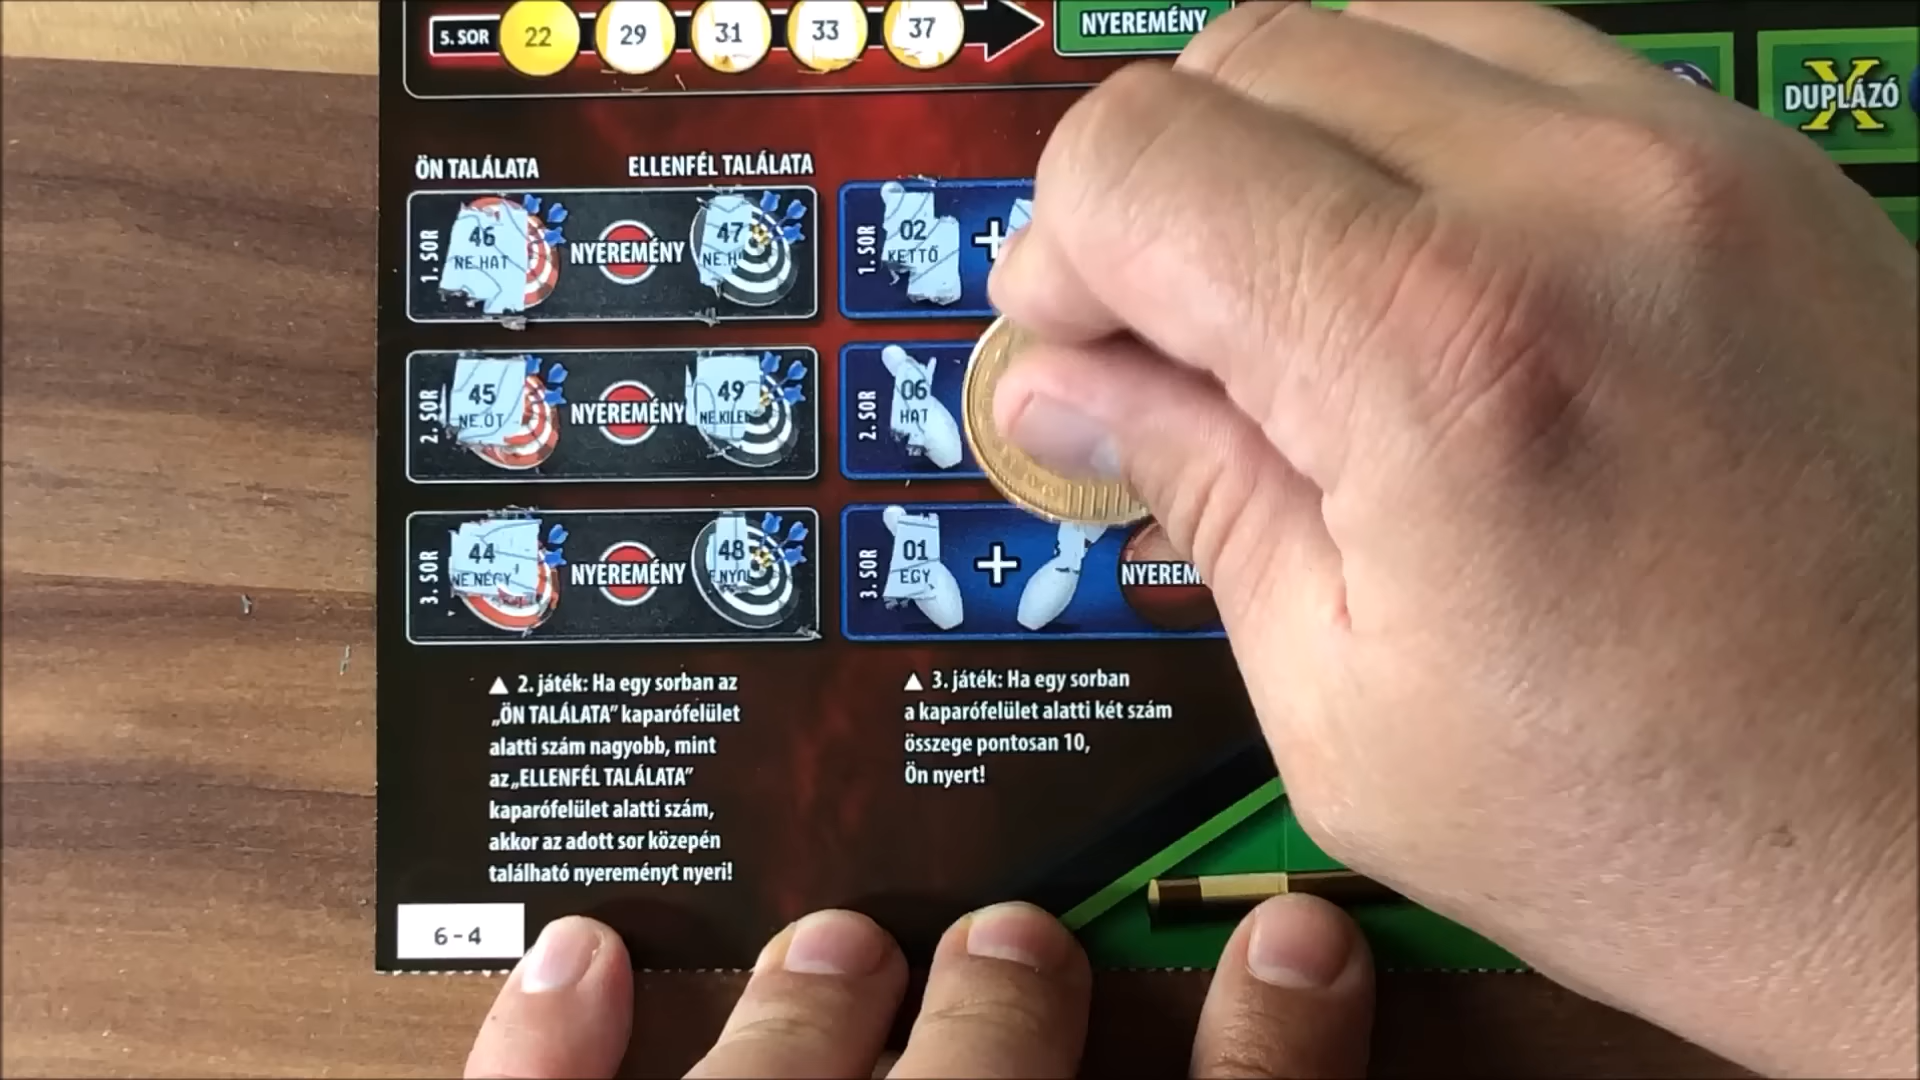 5. SOR 22 29 31 33 37 NYEREMÉNY
DUPLÁZÓ
X
ÖN TALÁLATA ELLENFÉL TALÁLATA
1. SOR 46 NYEREMÉNY 47
NE.HAT
1. SOR 02 +
KETTŐ
2. SOR 45 NYEREMÉNY 49
NE.ÖT
2. SOR 06
HAT
3. SOR 44 NYEREMÉNY 48
NE.NÉGY
3. SOR 01 +
EGY
▲ 2. játék: Ha egy sorban az
„ÖN TALÁLATA” kaparófelület
alatti szám nagyobb, mint
az „ELLENFÉL TALÁLATA”
kaparófelület alatti szám,
akkor az adott sor közepén
található nyereményt nyeri!
▲ 3. játék: Ha egy sorban
a kaparófelület alatti két szám
összege pontosan 10,
Ön nyert!
6-4